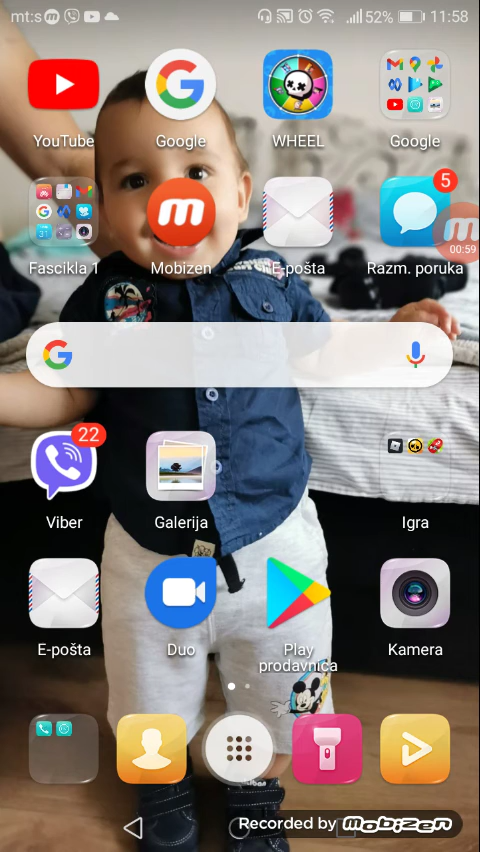 mt:s 52% 11:58
YouTube Google WHEEL Google
5
00:59
Fascikla 1 Mobizen E-pošta Razm. poruka
22
Viber Galerija Igra
E-pošta Duo Play prodavnica Kamera
Recorded by Mobizen